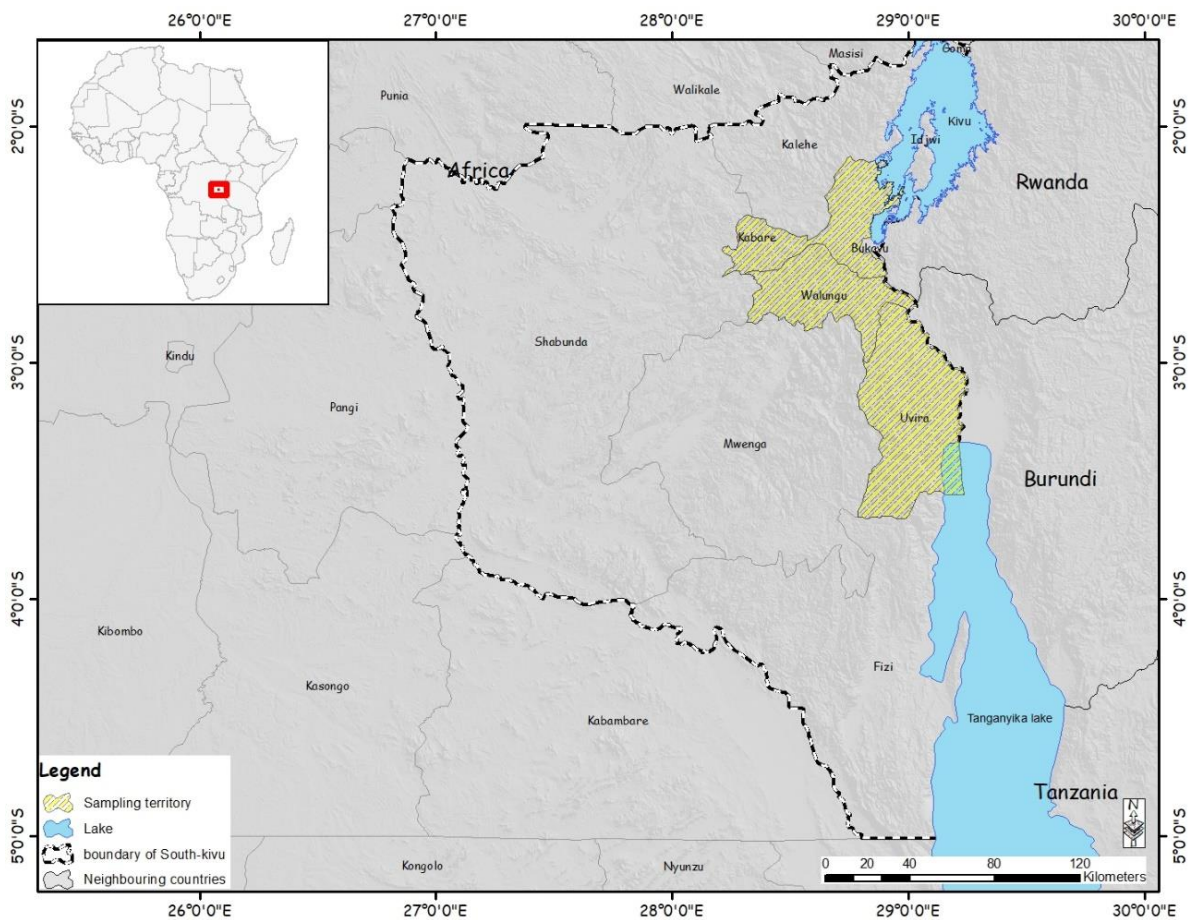 26°0'0"E 27°0'0"E 28°0'0"E 29°0'0"E 30°0'0"E
Masisi
Goma
Punia
Walikale
2°0'0"S
2°0'0"S
Kivu
Idjwi
Kalehe
Africa
Rwanda
Kabare
Bukavu
Walungu
Shabunda
Kindu
3°0'0"S
3°0'0"S
Pangi
Uvira
Mwenga
Burundi
4°0'0"S
4°0'0"S
Kibombo
Fizi
Kasongo
Kabambare
Tanganyika lake
Legend
Sampling territory
Lake
boundary of South-kivu
Neighbouring countries
Tanzania
N
5°0'0"S
5°0'0"S
Kongolo
Nyunzu
0 20 40 80 120
Kilometers
26°0'0"E 27°0'0"E 28°0'0"E 29°0'0"E 30°0'0"E